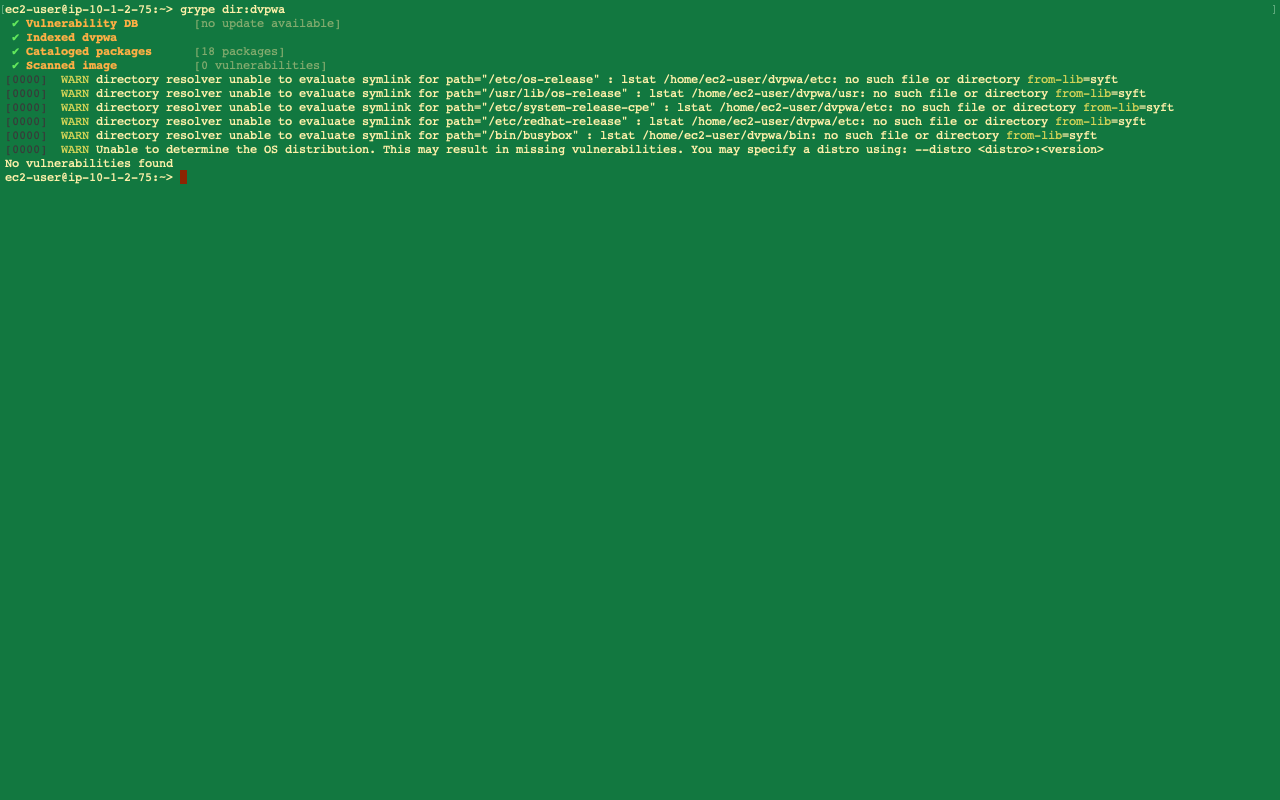 [ec2-user@ip-10-1-2-75:~> grype dir:dvpwa ]
✔ Vulnerability DB [no update available]
✔ Indexed dvpwa
✔ Cataloged packages [18 packages]
✔ Scanned image [0 vulnerabilities]
[0000] WARN directory resolver unable to evaluate symlink for path="/etc/os-release" : lstat /home/ec2-user/dvpwa/etc: no such file or directory from-lib=syft
[0000] WARN directory resolver unable to evaluate symlink for path="/usr/lib/os-release" : lstat /home/ec2-user/dvpwa/usr: no such file or directory from-lib=syft
[0000] WARN directory resolver unable to evaluate symlink for path="/etc/system-release-cpe" : lstat /home/ec2-user/dvpwa/etc: no such file or directory from-lib=syft
[0000] WARN directory resolver unable to evaluate symlink for path="/etc/redhat-release" : lstat /home/ec2-user/dvpwa/etc: no such file or directory from-lib=syft
[0000] WARN directory resolver unable to evaluate symlink for path="/bin/busybox" : lstat /home/ec2-user/dvpwa/bin: no such file or directory from-lib=syft
[0000] WARN Unable to determine the OS distribution. This may result in missing vulnerabilities. You may specify a distro using: --distro <distro>:<version>
No vulnerabilities found
ec2-user@ip-10-1-2-75:~>